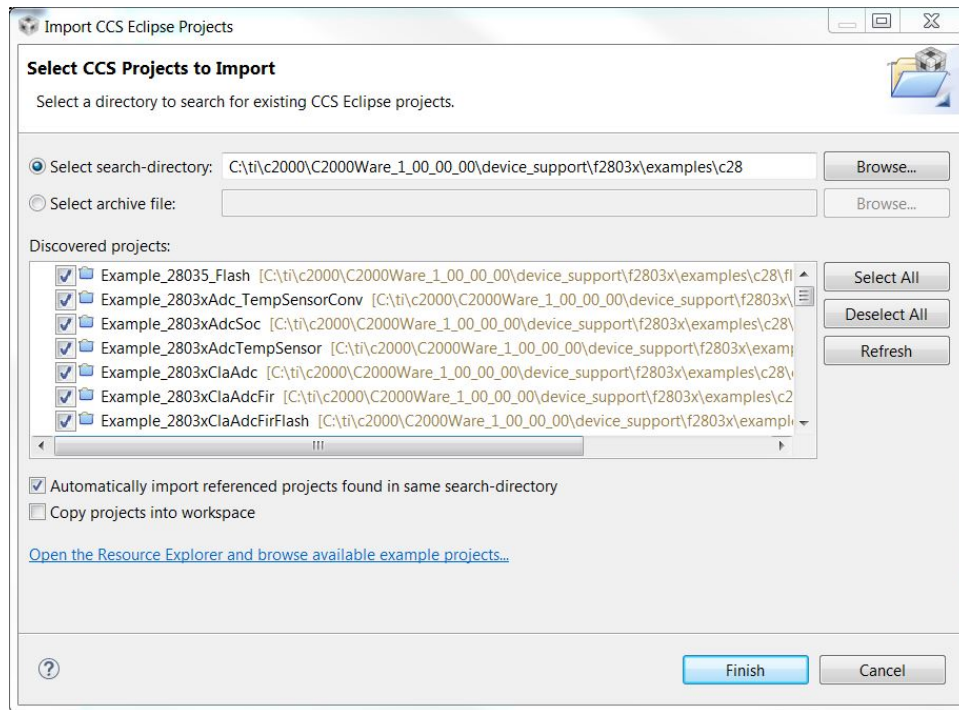 Import CCS Eclipse Projects
Select CCS Projects to Import
Select a directory to search for existing CCS Eclipse projects.
Select search-directory: C:\ti\c2000\C2000Ware_1_00_00_00\device_support\f2803x\examples\c28 Browse...
Select archive file: Browse...
Discovered projects:
Example_28035_Flash [C:\ti\c2000\C2000Ware_1_00_00_00\device_support\f2803x\examples\c28\fl
Example_2803xAdc_TempSensorConv [C:\ti\c2000\C2000Ware_1_00_00_00\device_support\f2803x\
Example_2803xAdcSoc [C:\ti\c2000\C2000Ware_1_00_00_00\device_support\f2803x\examples\c28\
Example_2803xAdcTempSensor [C:\ti\c2000\C2000Ware_1_00_00_00\device_support\f2803x\examp
Example_2803xClaAdc [C:\ti\c2000\C2000Ware_1_00_00_00\device_support\f2803x\examples\c28\
Example_2803xClaAdcFir [C:\ti\c2000\C2000Ware_1_00_00_00\device_support\f2803x\examples\c2
Example_2803xClaAdcFirFlash [C:\ti\c2000\C2000Ware_1_00_00_00\device_support\f2803x\example
Select All
Deselect All
Refresh
Automatically import referenced projects found in same search-directory
Copy projects into workspace
Open the Resource Explorer and browse available example projects...
? Finish Cancel